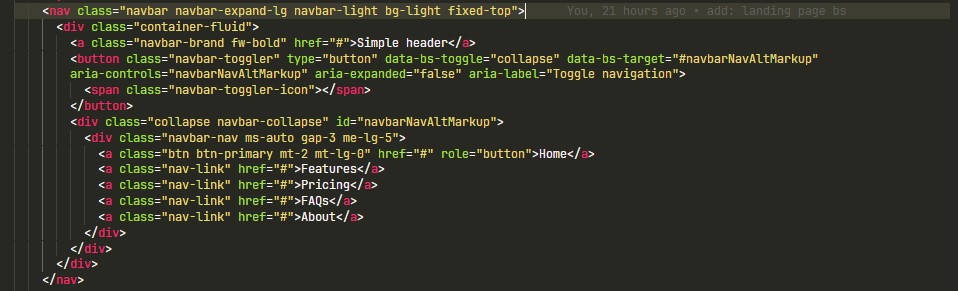 <nav class="navbar navbar-expand-lg navbar-light bg-light fixed-top"> You, 21 hours ago • add: landing page bs
<div class="container-fluid">
<a class="navbar-brand fw-bold" href="#">Simple header</a>
<button class="navbar-toggler" type="button" data-bs-toggle="collapse" data-bs-target="#navbarNavAltMarkup"
aria-controls="navbarNavAltMarkup" aria-expanded="false" aria-label="Toggle navigation">
<span class="navbar-toggler-icon"></span>
</button>
<div class="collapse navbar-collapse" id="navbarNavAltMarkup">
<div class="navbar-nav ms-auto gap-3 me-lg-5">
<a class="btn btn-primary mt-2 mt-lg-0" href="#" role="button">Home</a>
<a class="nav-link" href="#">Features</a>
<a class="nav-link" href="#">Pricing</a>
<a class="nav-link" href="#">FAQs</a>
<a class="nav-link" href="#">About</a>
</div>
</div>
</div>
</nav>